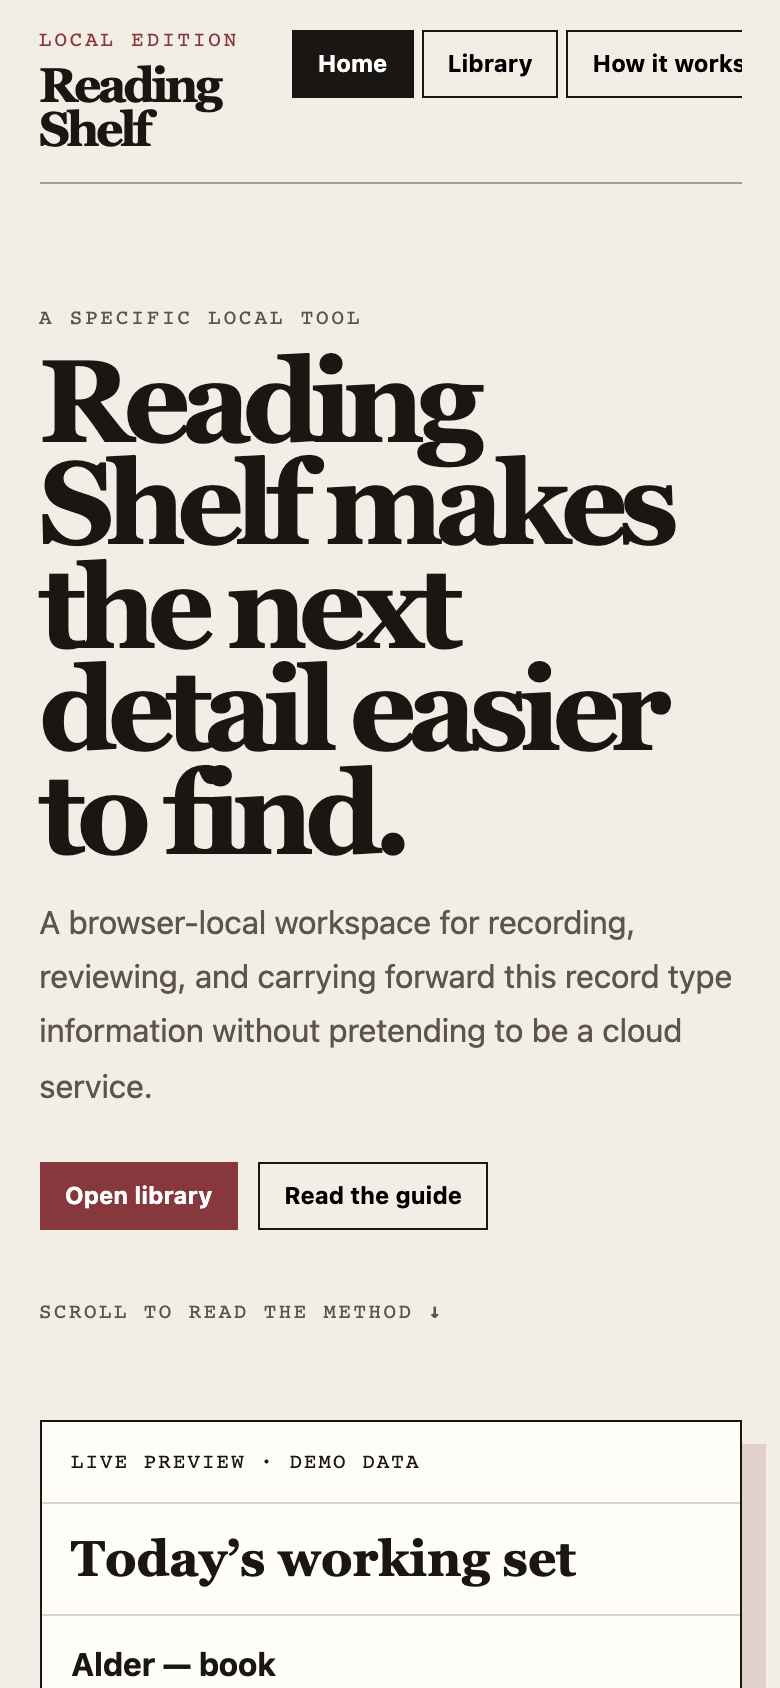 LOCAL EDITION
Reading
Shelf
Home
Library
How it works
A SPECIFIC LOCAL TOOL
Reading
Shelf makes
the next
detail easier
to find.
A browser-local workspace for recording,
reviewing, and carrying forward this record type
information without pretending to be a cloud
service.
Open library
Read the guide
SCROLL TO READ THE METHOD ↓
LIVE PREVIEW · DEMO DATA
Today’s working set
Alder — book